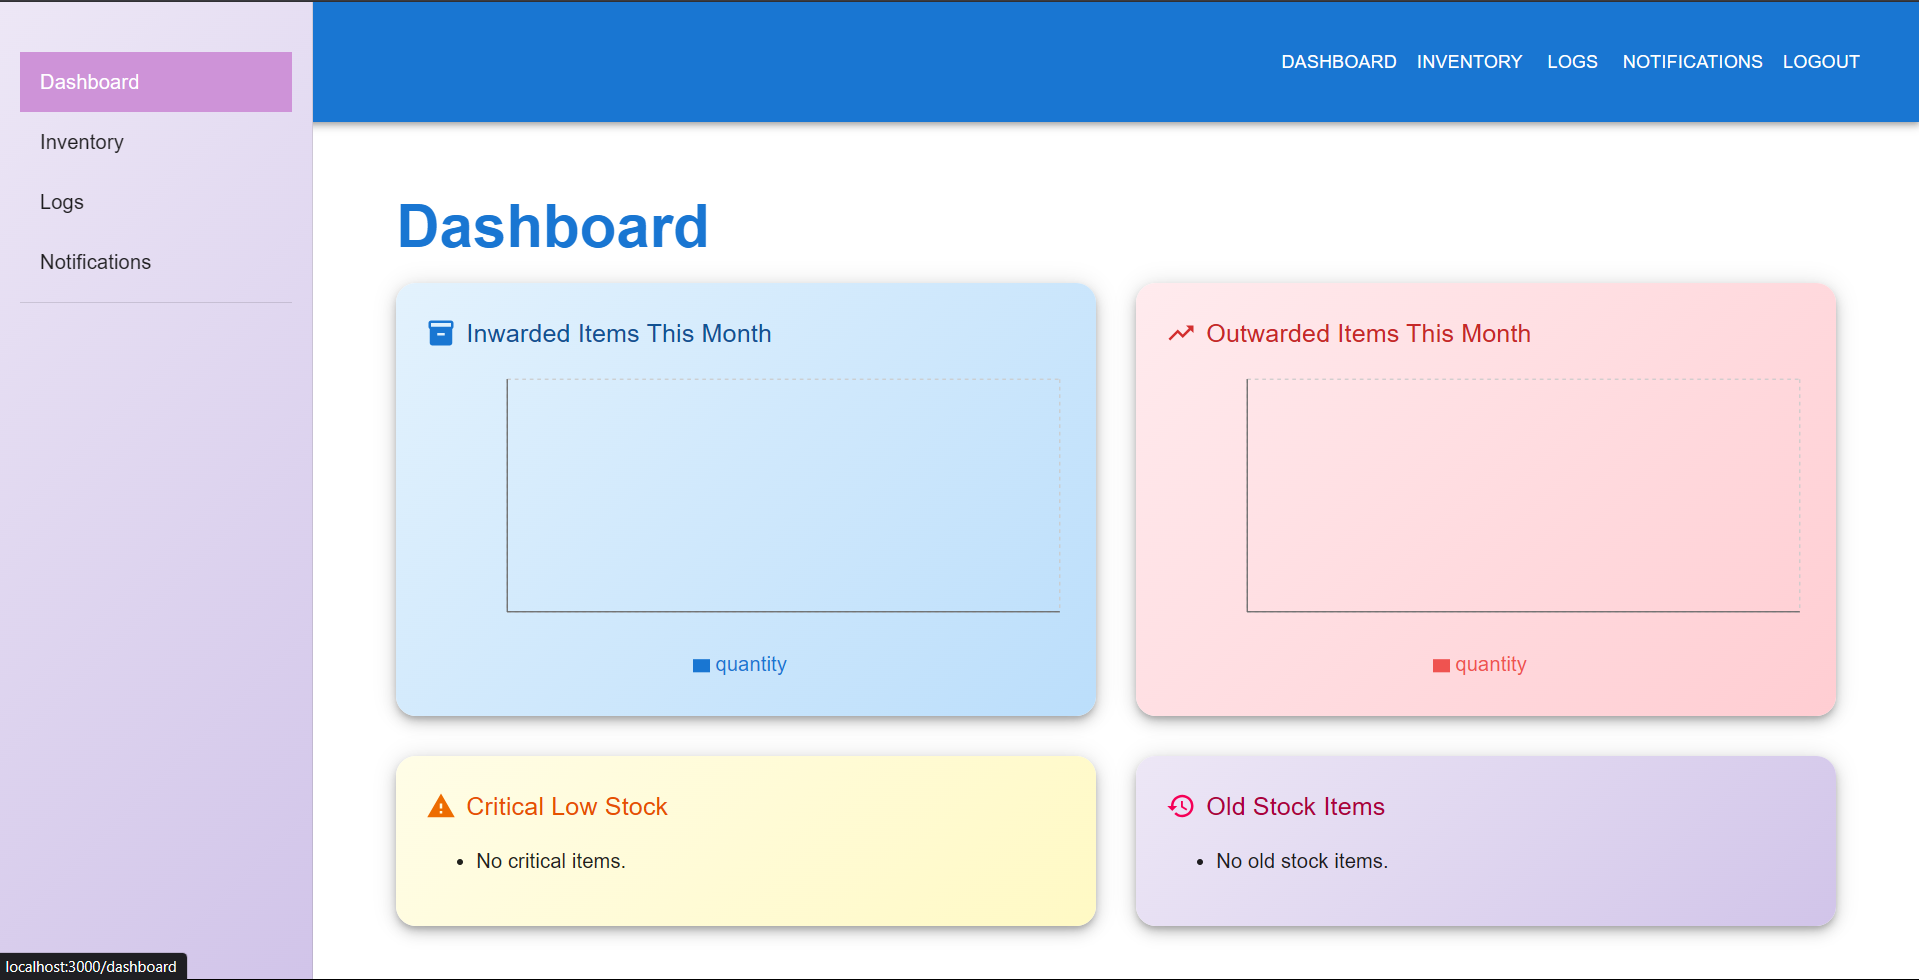 Dashboard
Inventory
Logs
Notifications
DASHBOARD INVENTORY LOGS NOTIFICATIONS LOGOUT
Dashboard
Inwarded Items This Month
quantity
Outwarded Items This Month
quantity
Critical Low Stock
• No critical items.
Old Stock Items
• No old stock items.
localhost:3000/dashboard